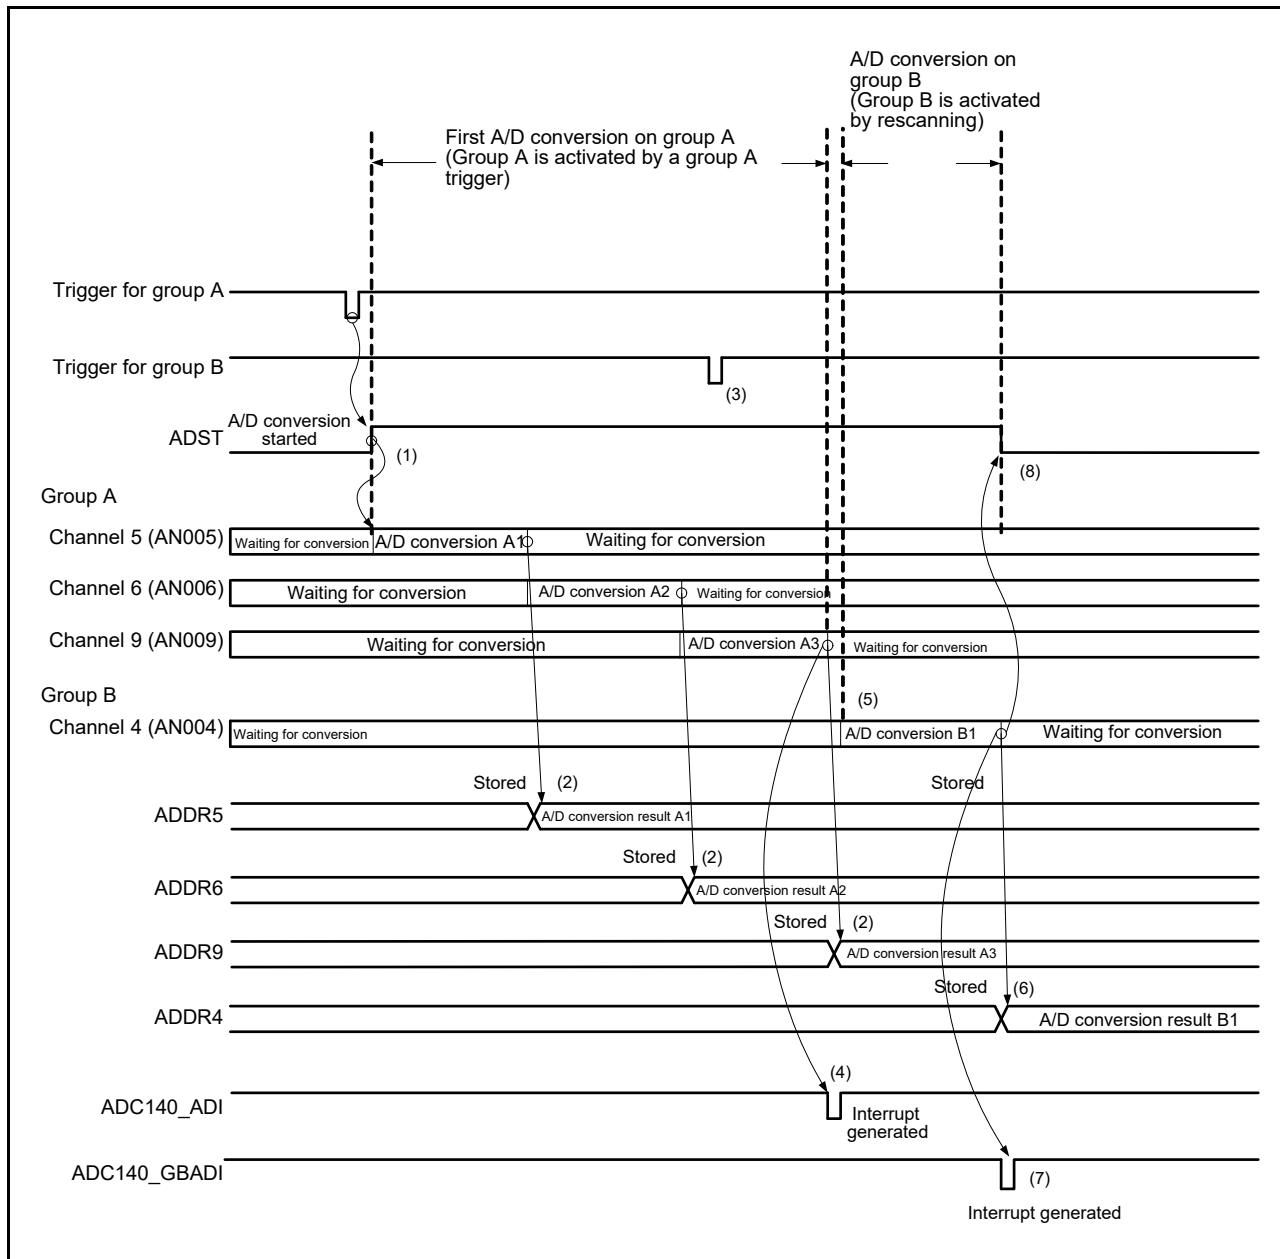 A/D conversion on
group B
(Group B is activated
by rescanning)
First A/D conversion on group A
(Group A is activated by a group A
trigger)
Trigger for group A
Trigger for group B
(3)
A/D conversion
started
ADST
(1)
(8)
Group A
Channel 5 (AN005)
Waiting for conversion
A/D conversion A1
Waiting for conversion
Channel 6 (AN006)
Waiting for conversion
A/D conversion A2
Waiting for conversion
Channel 9 (AN009)
Waiting for conversion
A/D conversion A3
Waiting for conversion
Group B
(5)
Channel 4 (AN004)
Waiting for conversion
A/D conversion B1
Waiting for conversion
Stored
(2)
Stored
ADDR5
A/D conversion result A1
Stored
(2)
ADDR6
A/D conversion result A2
Stored
(2)
ADDR9
A/D conversion result A3
Stored
(6)
ADDR4
A/D conversion result B1
(4)
ADC140_ADI
Interrupt
generated
ADC140_GBADI
(7)
Interrupt generated